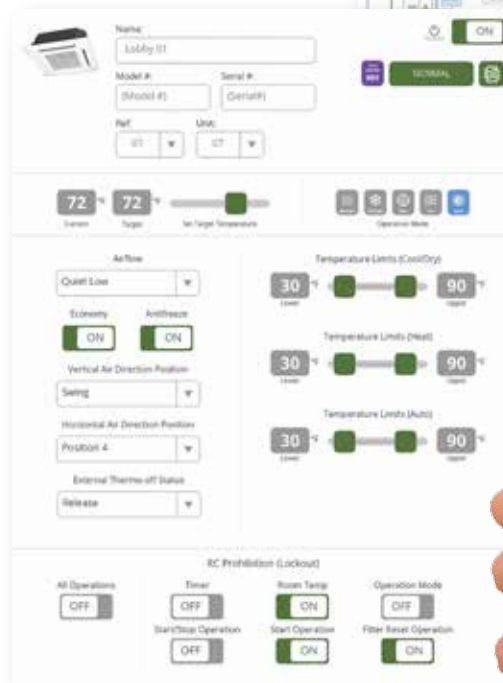 Name:
Lobby 01
ON
Model #: Serial #:
(Model #) (Serial#)
NORMAL
Ref: Unit:
72 °F 72 °F
Current Target Set Target Temperature
Operation Mode
Airflow
Quiet Low
Economy Antifreeze
ON ON
Vertical Air Direction Position
Swing
Horizontal Air Direction Position
Position 4
External Thermo-off Status
Release
Temperature Limits (Cool/Dry)
30 °F 90 °F
Lower Upper
Temperature Limits (Heat)
30 °F 90 °F
Lower Upper
Temperature Limits (Auto)
30 °F 90 °F
Lower Upper
RC Prohibition (Lockout)
All Operations Timer Room Temp Operation Mode
OFF OFF ON OFF
Start/Stop Operation Start Operation Filter Reset Operation
OFF ON ON